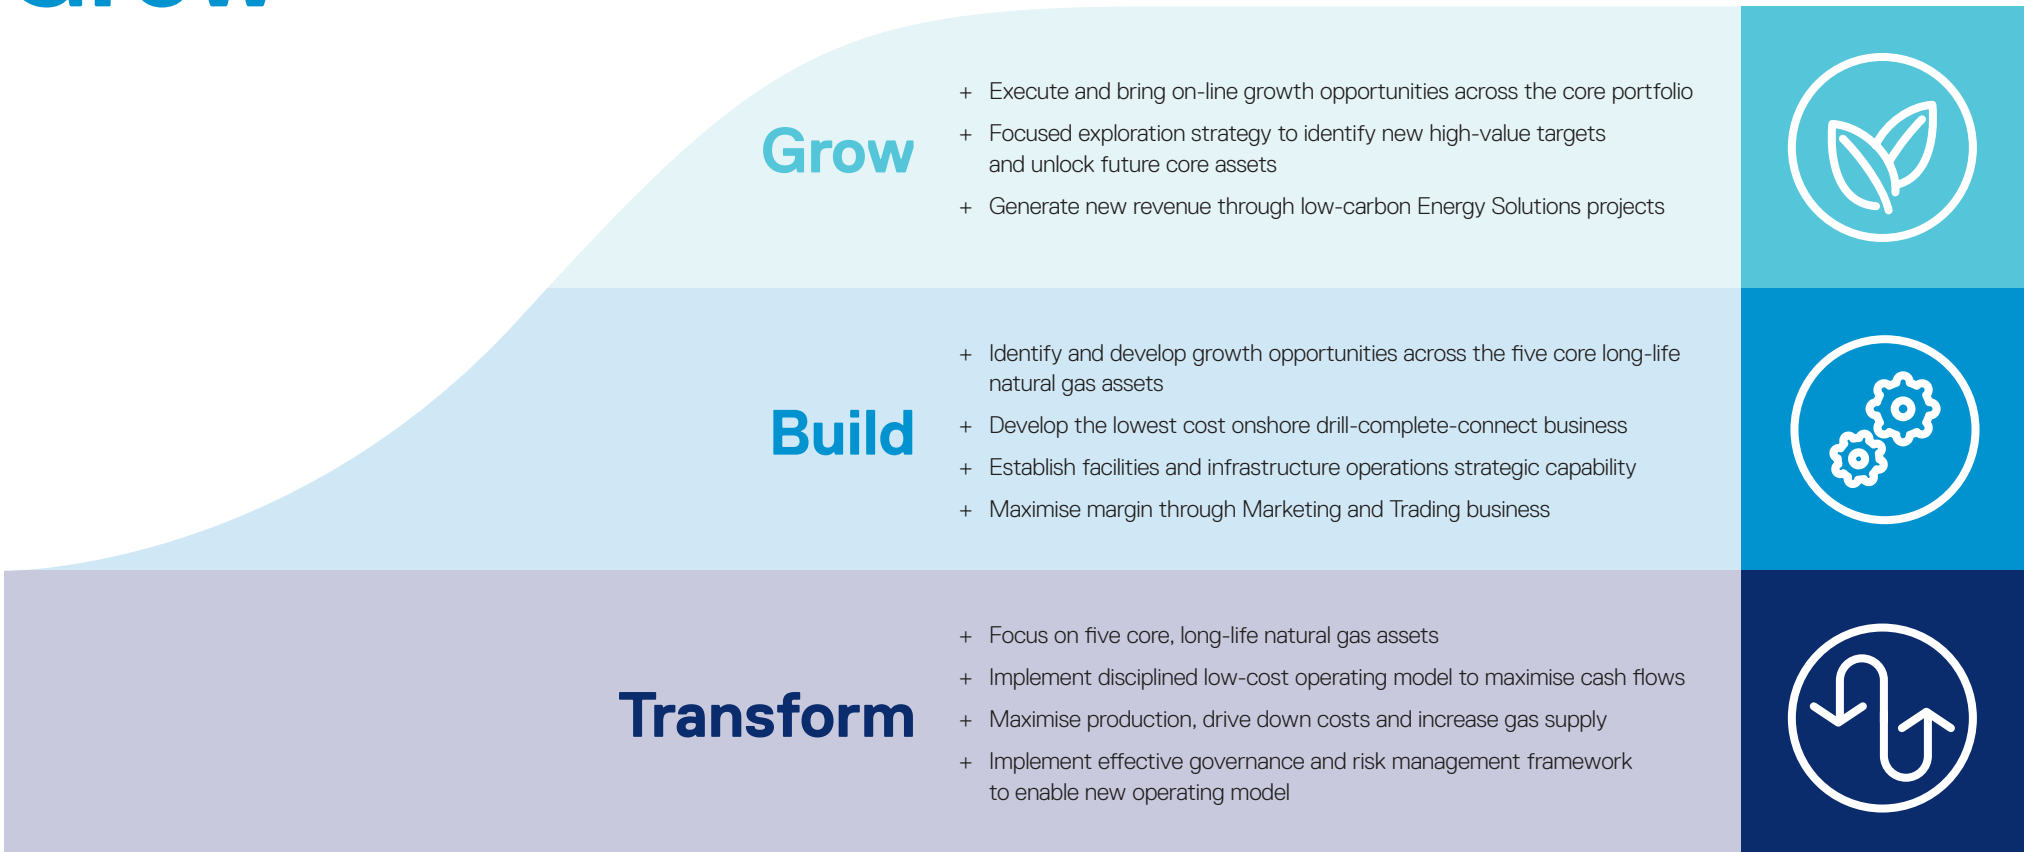 Grow
Grow
+ Execute and bring on-line growth opportunities across the core portfolio
+ Focused exploration strategy to identify new high-value targets
and unlock future core assets
+ Generate new revenue through low-carbon Energy Solutions projects
Build
+ Identify and develop growth opportunities across the five core long-life
natural gas assets
+ Develop the lowest cost onshore drill-complete-connect business
+ Establish facilities and infrastructure operations strategic capability
+ Maximise margin through Marketing and Trading business
Transform
+ Focus on five core, long-life natural gas assets
+ Implement disciplined low-cost operating model to maximise cash flows
+ Maximise production, drive down costs and increase gas supply
+ Implement effective governance and risk management framework
to enable new operating model